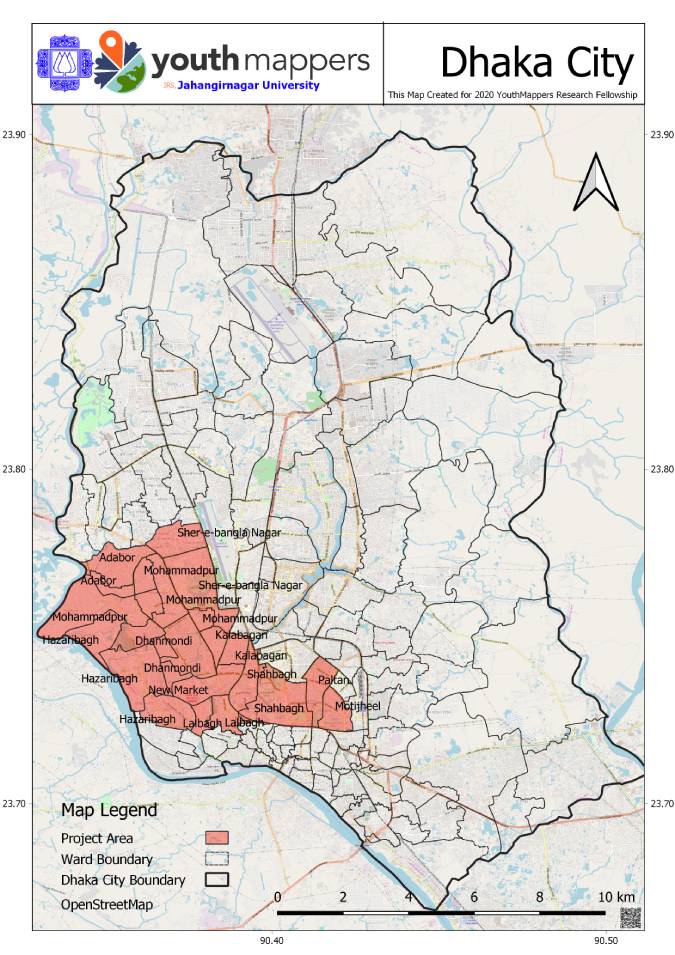 youthmappers
Dhaka City
JRS, Jahangirnagar University
This Map Created for 2020 YouthMappers Research Fellowship
23.90
23.90
23.80
23.80
Sher-e-bangla Nagar
Adabor
Mohammadpur
Adabor
Sher-e-bangla Nagar
Mohammadpur
Mohammadpur
Mohammadpur
Hazaribagh
Dhanmondi
Kalabagan
Kalabagan
Dhanmondi
Shahbagh
Hazaribagh
Paltan
New Market
Shahbagh
Motijheel
Hazaribagh
Lalbagh
Lalbagh
23.70
23.70
Map Legend
Project Area
Ward Boundary
Dhaka City Boundary
OpenStreetMap
0 2 4 6 8 10 km
90.40
90.50